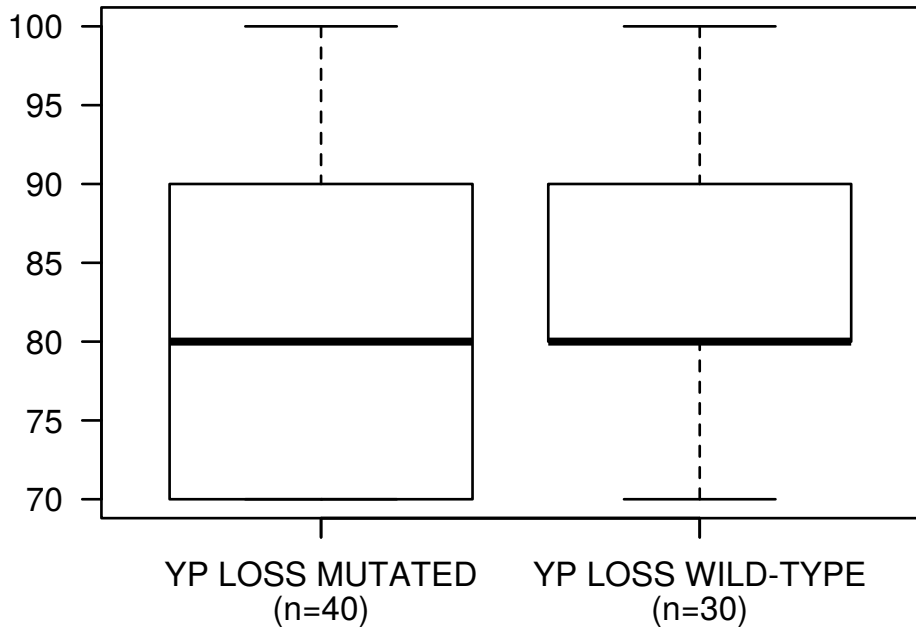 100
95
90
85
80
75
70
YP LOSS MUTATED
(n=40)
YP LOSS WILD-TYPE
(n=30)